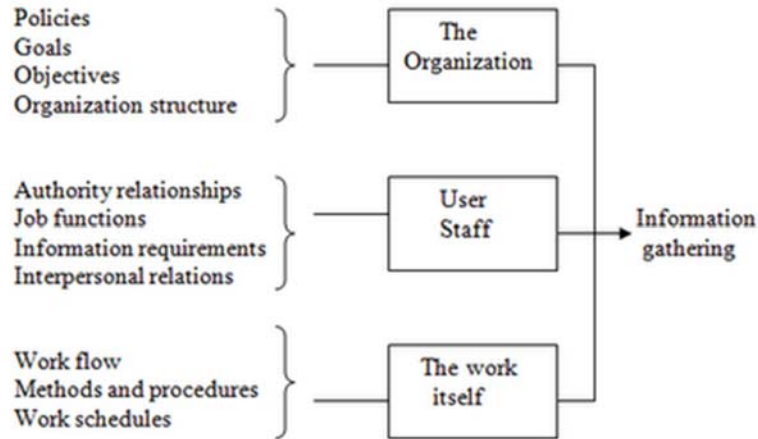 Policies
Goals
Objectives
Organization structure
The
Organization
Authority relationships
Job functions
Information requirements
Interpersonal relations
User
Staff
Information
gathering
Work flow
Methods and procedures
Work schedules
The work
itself